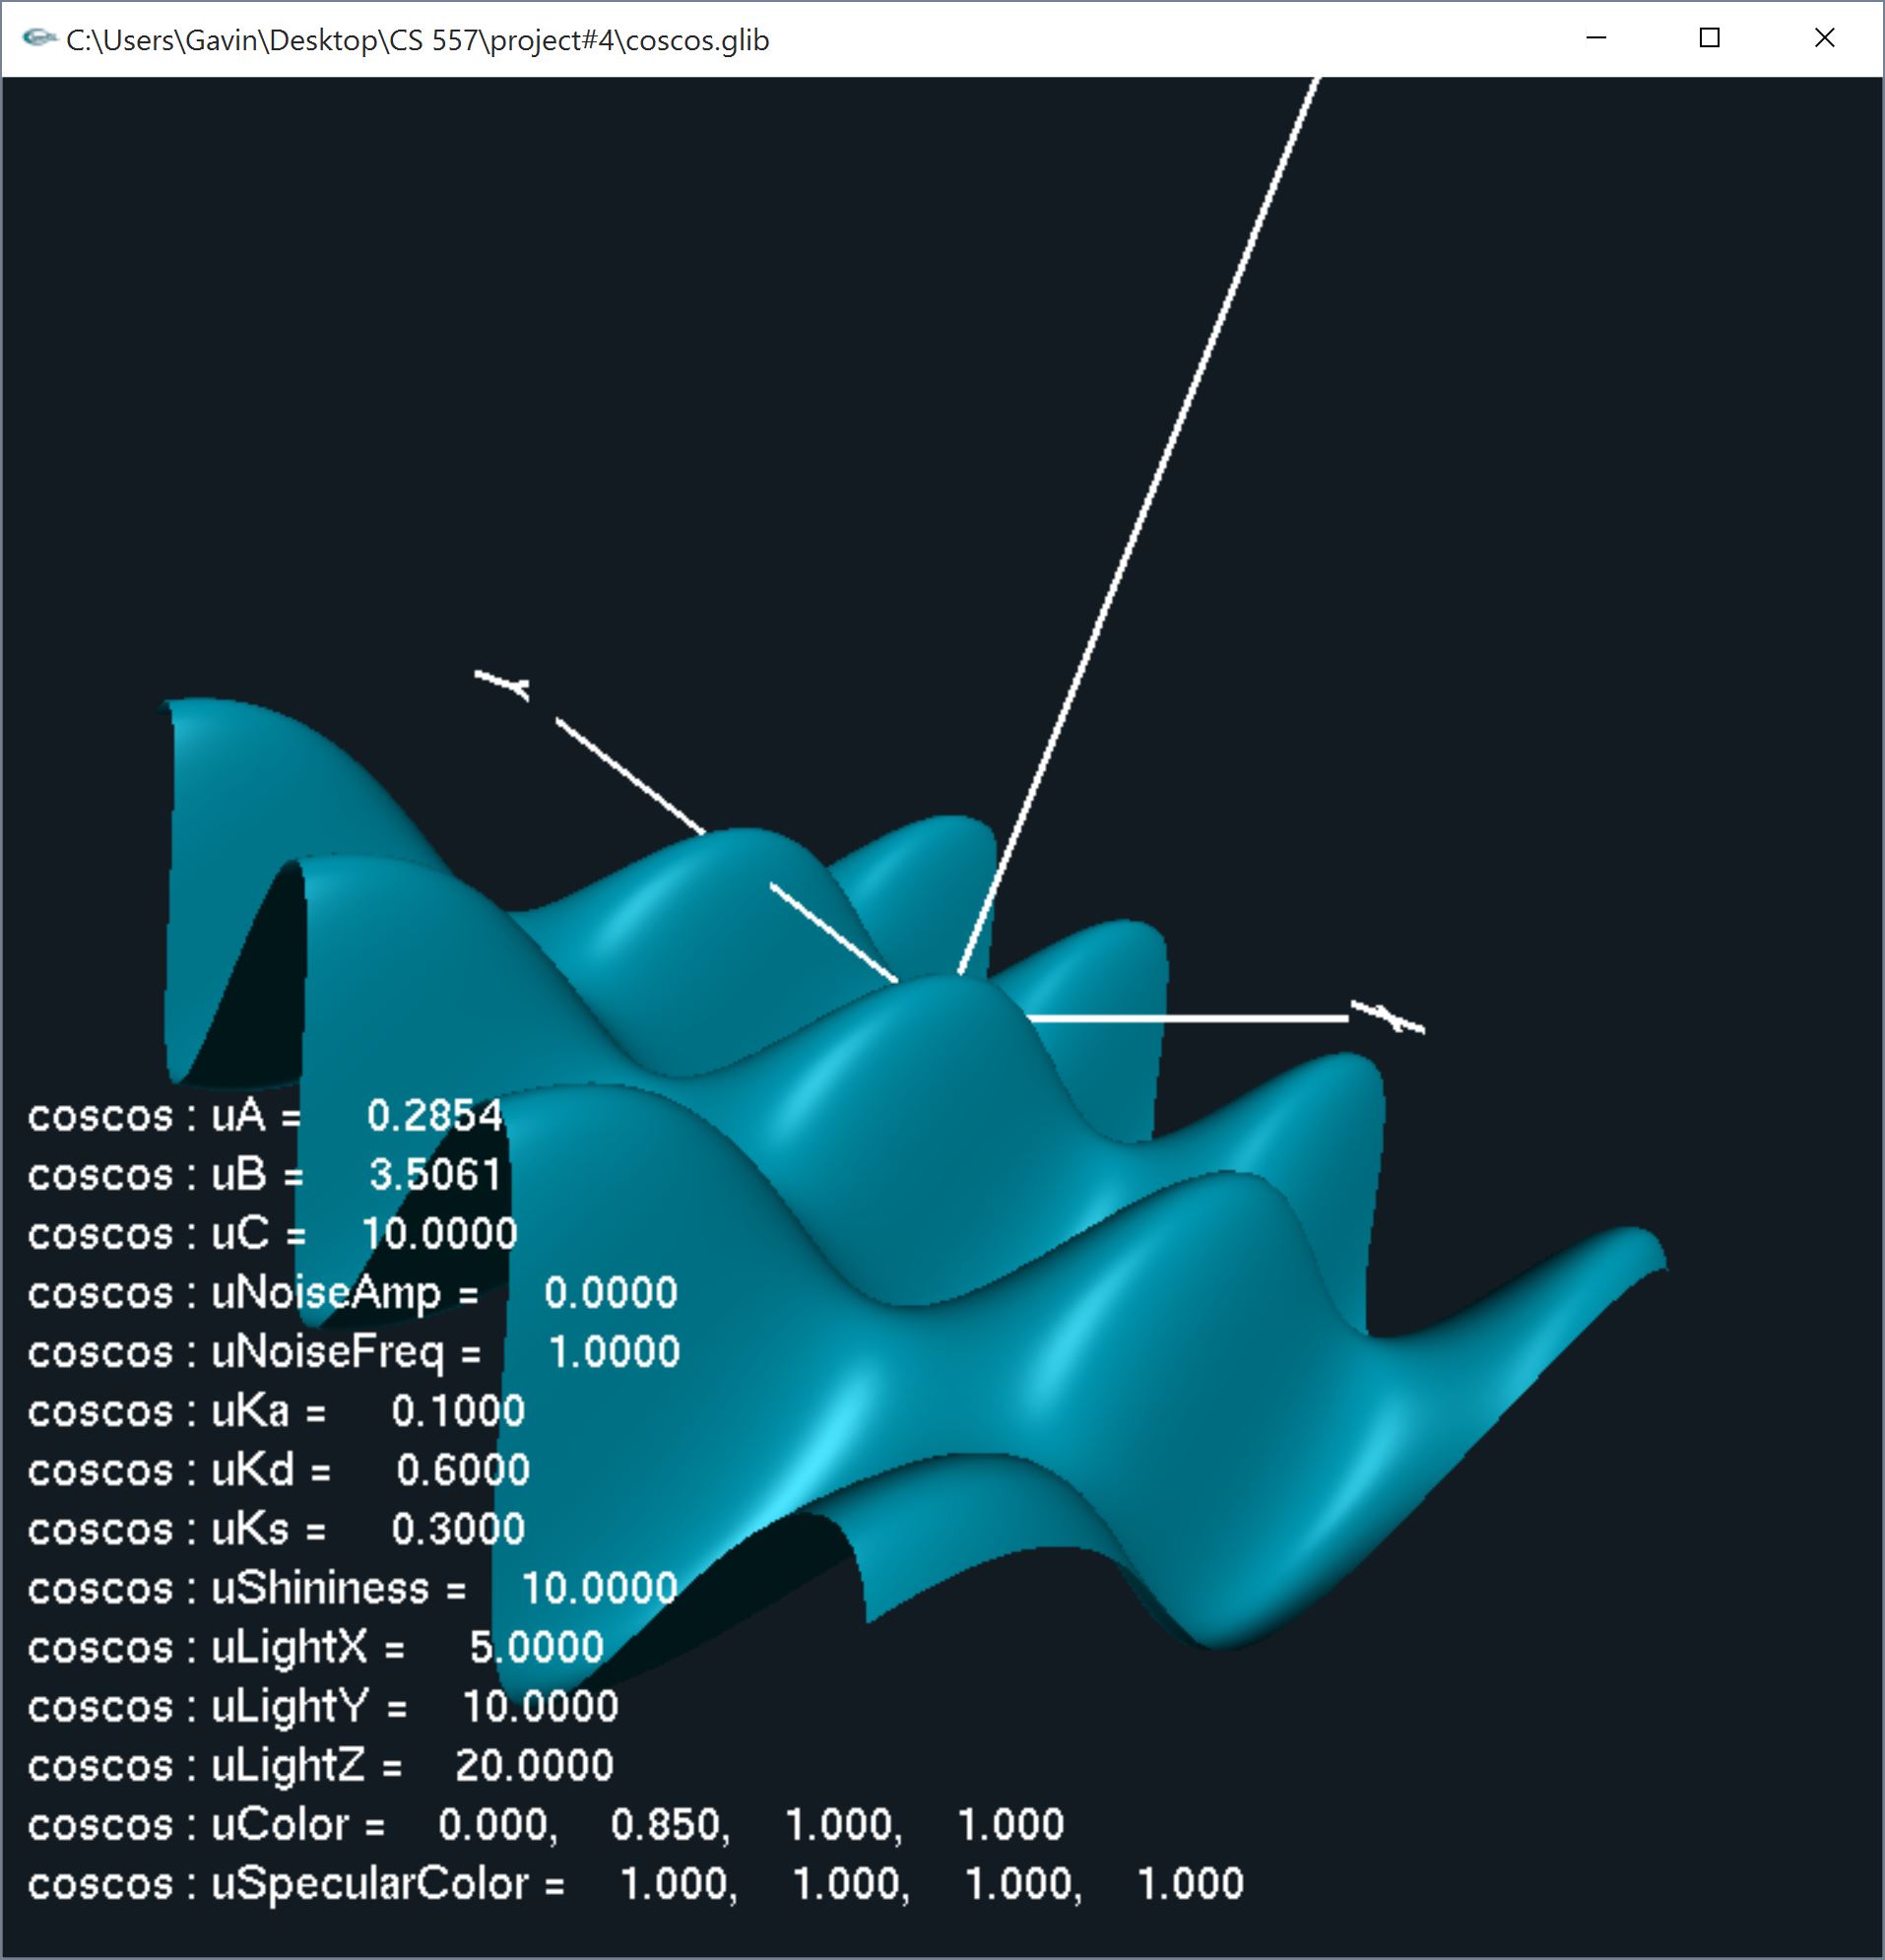 C:\Users\Gavin\Desktop\CS 557\project#4\coscos.glib
Y
X
coscos : uA = 0.2854
coscos : uB = 3.5061
coscos : uC = 10.0000
coscos : uNoiseAmp = 0.0000
coscos : uNoiseFreq = 1.0000
coscos : uKa = 0.1000
coscos : uKd = 0.6000
coscos : uKs = 0.3000
coscos : uShininess = 10.0000
coscos : uLightX = 5.0000
coscos : uLightY = 10.0000
coscos : uLightZ = 20.0000
coscos : uColor = 0.000, 0.850, 1.000, 1.000
coscos : uSpecularColor = 1.000, 1.000, 1.000, 1.000